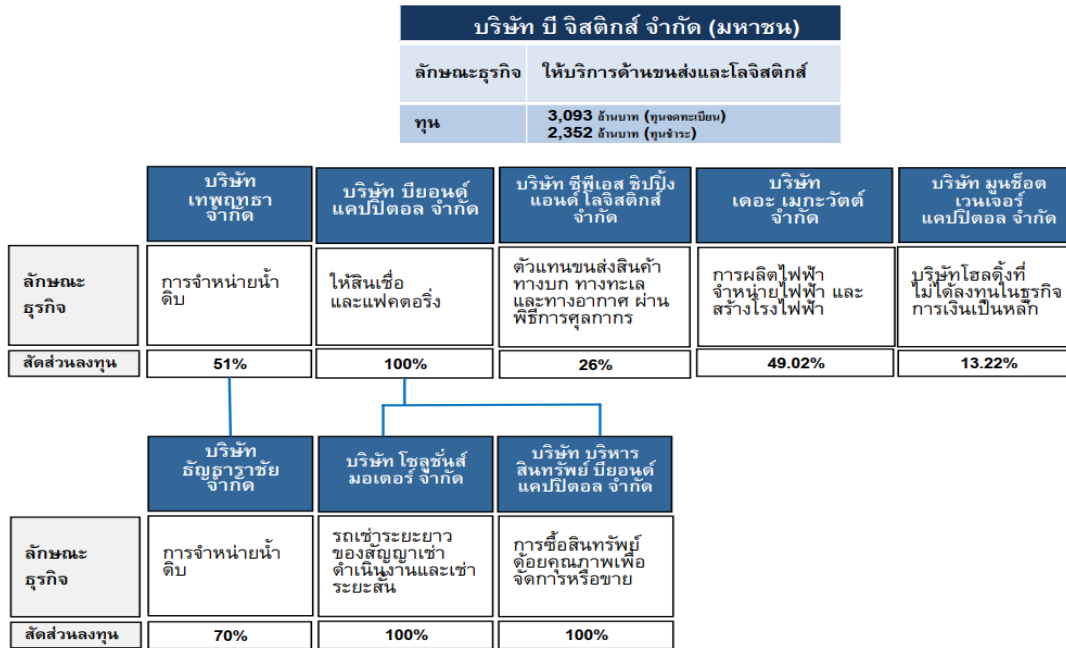 บริษัท บี จิสติกส์ จำกัด (มหาชน)
ลักษณะธุรกิจ ให้บริการด้านขนส่งและโลจิสติกส์
ทุน
3,093 ล้านบาท (ทุนจดทะเบียน)
2,352 ล้านบาท (ทุนชำระ)
บริษัท
เทพฤทธา
จำกัด
บริษัท บียอนด์
แคปปิตอล จำกัด
บริษัท ซีพีเอส ชิปปิ้ง
แอนด์ โลจิสติกส์
จำกัด
บริษัท
เดอะ เมกะวัตต์
จำกัด
บริษัท มูนช็อต
เวนเจอร์
แคปปิตอล จำกัด
ลักษณะ
ธุรกิจ
การจำหน่ายน้ำ
ดิบ
ให้สินเชื่อ
และแฟคตอริ่ง
ตัวแทนขนส่งสินค้า
ทางบก ทางทะเล
และทางอากาศ ผ่าน
พิธีการศุลกากร
การผลิตไฟฟ้า
จำหน่ายไฟฟ้า และ
สร้างโรงไฟฟ้า
บริษัทโฮลดิ้งที่
ไม่ได้ลงทุนในธุรกิจ
การเงินเป็นหลัก
สัดส่วนลงทุน 51% 100% 26% 49.02% 13.22%
บริษัท
ธัญธาราชัย
จำกัด
บริษัท โซลูชั่นส์
มอเตอร์ จำกัด
บริษัท บริหาร
สินทรัพย์ บียอนด์
แคปปิตอล จำกัด
ลักษณะ
ธุรกิจ
การจำหน่ายน้ำ
ดิบ
รถเช่าระยะยาว
ของสัญญาเช่า
ดำเนินงานและเช่า
ระยะสั้น
การซื้อสินทรัพย์
ด้อยคุณภาพเพื่อ
จัดการหรือขาย
สัดส่วนลงทุน 70% 100% 100%